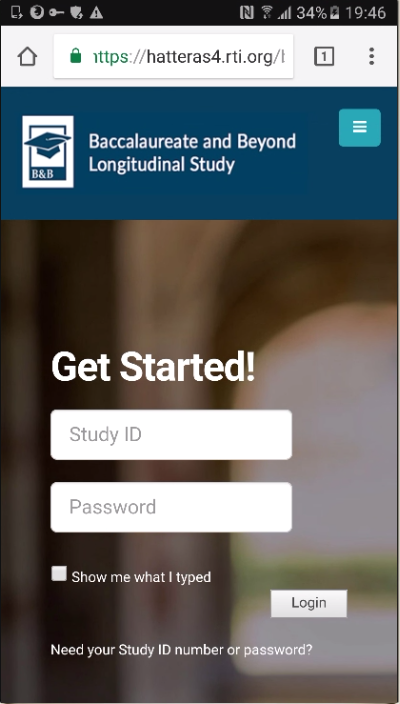 34% 19:46
https://hatteras4.rti.org/
1
B&B
Baccalaureate and Beyond
Longitudinal Study
Get Started!
Study ID
Password
Show me what I typed
Login
Need your Study ID number or password?